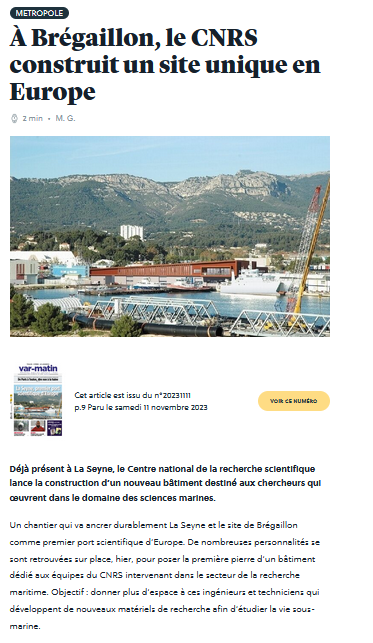 METROPOLE
À Brégaillon, le CNRS
construit un site unique en
Europe
2 min • M. G.
var-matin
Cet article est issu du n°20231111
p.9 Paru le samedi 11 novembre 2023
VOIR CE NUMÉRO
Déjà présent à La Seyne, le Centre national de la recherche scientifique
lance la construction d'un nouveau bâtiment destiné aux chercheurs qui
œuvrent dans le domaine des sciences marines.
Un chantier qui va ancrer durablement La Seyne et le site de Brégaillon
comme premier port scientifique d'Europe. De nombreuses personnalités se
sont retrouvées sur place, hier, pour poser la première pierre d'un bâtiment
dédié aux équipes du CNRS intervenant dans le secteur de la recherche
maritime. Objectif : donner plus d'espace à ces ingénieurs et techniciens qui
développent de nouveaux matériels de recherche afin d'étudier la vie sous-
marine.